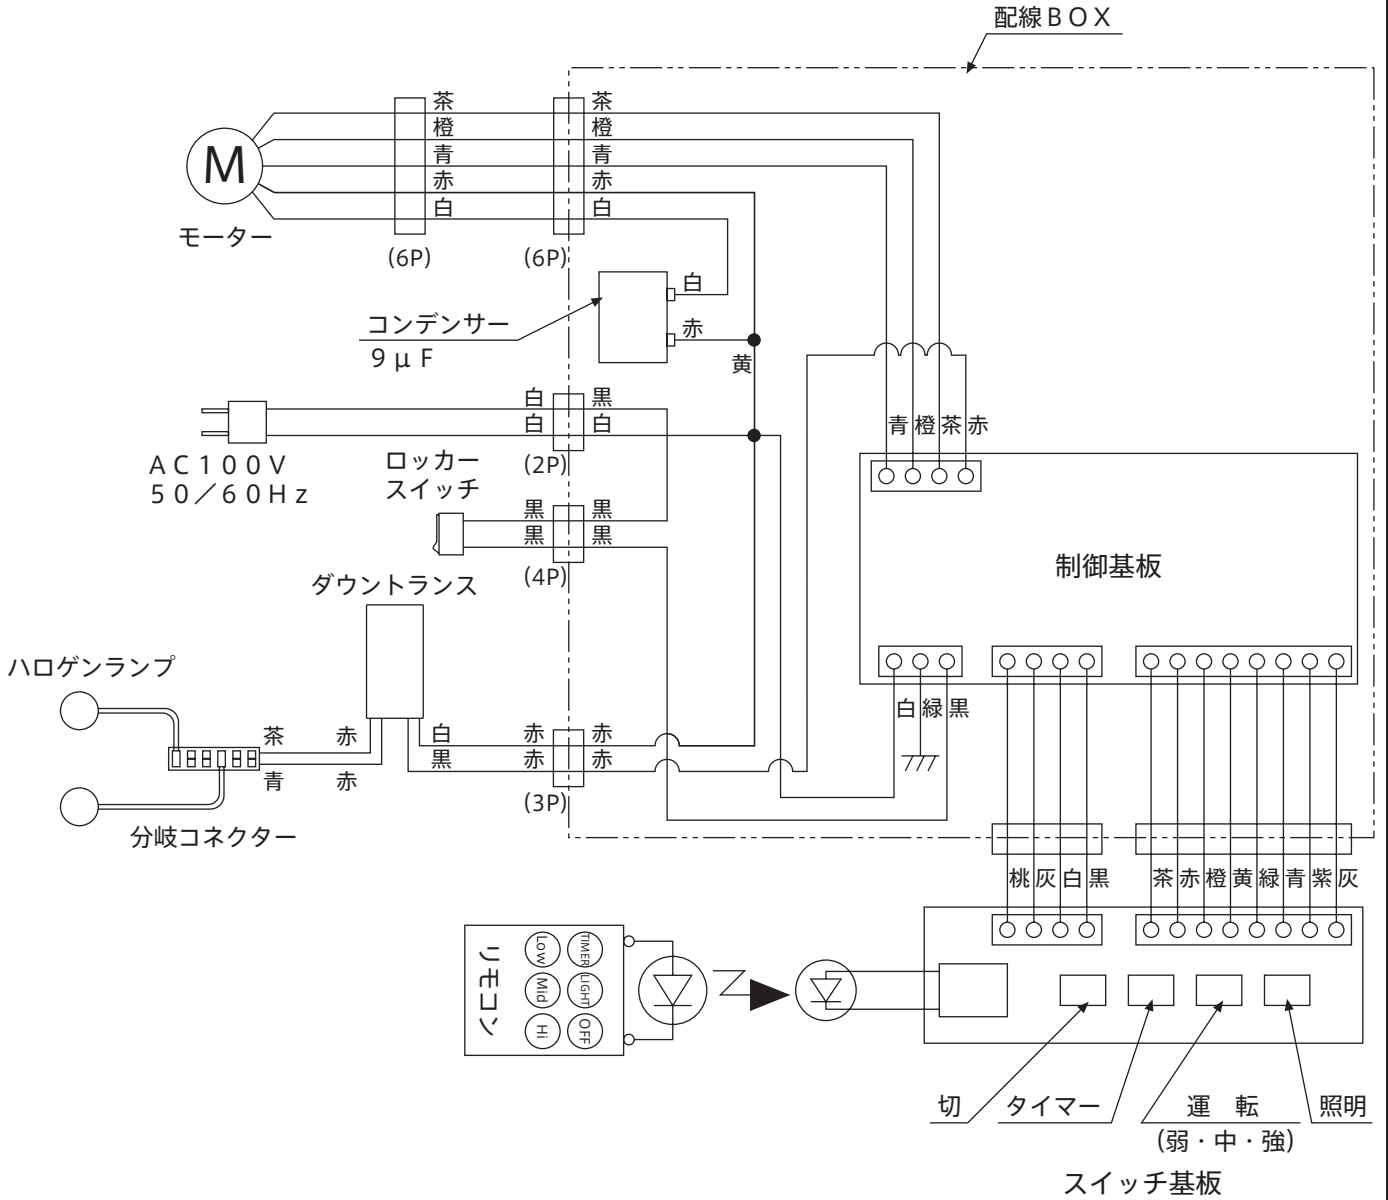 配線ＢＯＸ
茶 茶
橙 橙
青 青
赤 赤
白 白
M
モーター
(6P) (6P)
白
コンデンサー
9μF
赤
黄
白 黒
白 白
青 橙 茶 赤
AC100V
50／60Hz
ロッカー
スイッチ
(2P)
黒 黒
黒 黒
(4P)
制御基板
ダウントランス
ハロゲンランプ
白 緑 黒
茶 赤 白 赤 赤
青 赤 黒 赤 赤
(3P)
分岐コネクター
桃 灰 白 黒 茶 赤 橙 黄 緑 青 紫 灰
リモコン
Low TIMER
Mid LIGHT
Hi OFF
切 タイマー 運　転 照明
(弱・中・強)
スイッチ基板